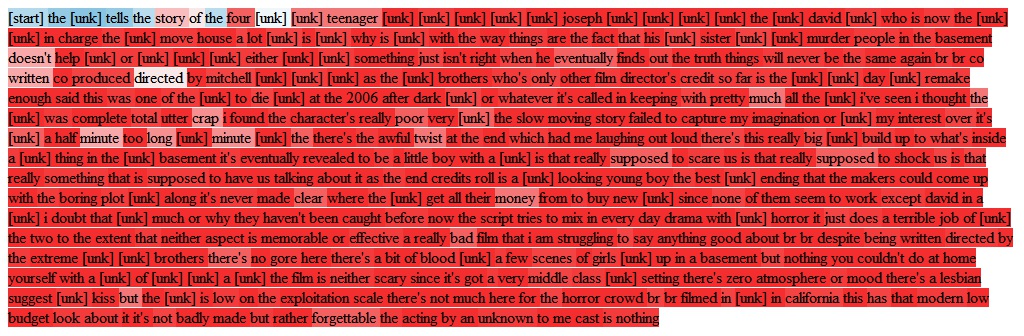 [start] the [unk] tells the story of the four [unk] [unk] teenager [unk] [unk] [unk] [unk] [unk] joseph [unk] [unk] [unk] [unk] the [unk] david [unk] who is now the [unk]
[unk] in charge the [unk] move house a lot [unk] is [unk] why is [unk] with the way things are the fact that his [unk] sister [unk] [unk] murder people in the basement
doesn't help [unk] or [unk] [unk] [unk] either [unk] [unk] something just isn't right when he eventually finds out the truth things will never be the same again br br co
written co produced directed by mitchell [unk] [unk] [unk] as the [unk] brothers who's only other film director's credit so far is the [unk] [unk] day [unk] remake
enough said this was one of the [unk] to die [unk] at the 2006 after dark [unk] or whatever it's called in keeping with pretty much all the [unk] i've seen i thought the
[unk] was complete total utter crap i found the character's really poor very [unk] the slow moving story failed to capture my imagination or [unk] my interest over it's
[unk] a half minute too long [unk] minute [unk] the there's the awful twist at the end which had me laughing out loud there's this really big [unk] build up to what's inside
a [unk] thing in the [unk] basement it's eventually revealed to be a little boy with a [unk] is that really supposed to scare us is that really supposed to shock us is that
really something that is supposed to have us talking about it as the end credits roll is a [unk] looking young boy the best [unk] ending that the makers could come up
with the boring plot [unk] along it's never made clear where the [unk] get all their money from to buy new [unk] since none of them seem to work except david in a
[unk] i doubt that [unk] much or why they haven't been caught before now the script tries to mix in every day drama with [unk] horror it just does a terrible job of [unk]
the two to the extent that neither aspect is memorable or effective a really bad film that i am struggling to say anything good about br br despite being written directed by
the extreme [unk] brothers there's no gore here there's a bit of blood [unk] a few scenes of girls [unk] up in a basement but nothing you couldn't do at home
yourself with a [unk] of [unk] [unk] a [unk] the film is neither scary since it's got a very middle class [unk] setting there's zero atmosphere or mood there's a lesbian
suggest [unk] kiss but the [unk] is low on the exploitation scale there's not much here for the horror crowd br br filmed in [unk] in california this has that modern low
budget look about it it's not badly made but rather forgettable the acting by an unknown to me cast is nothing